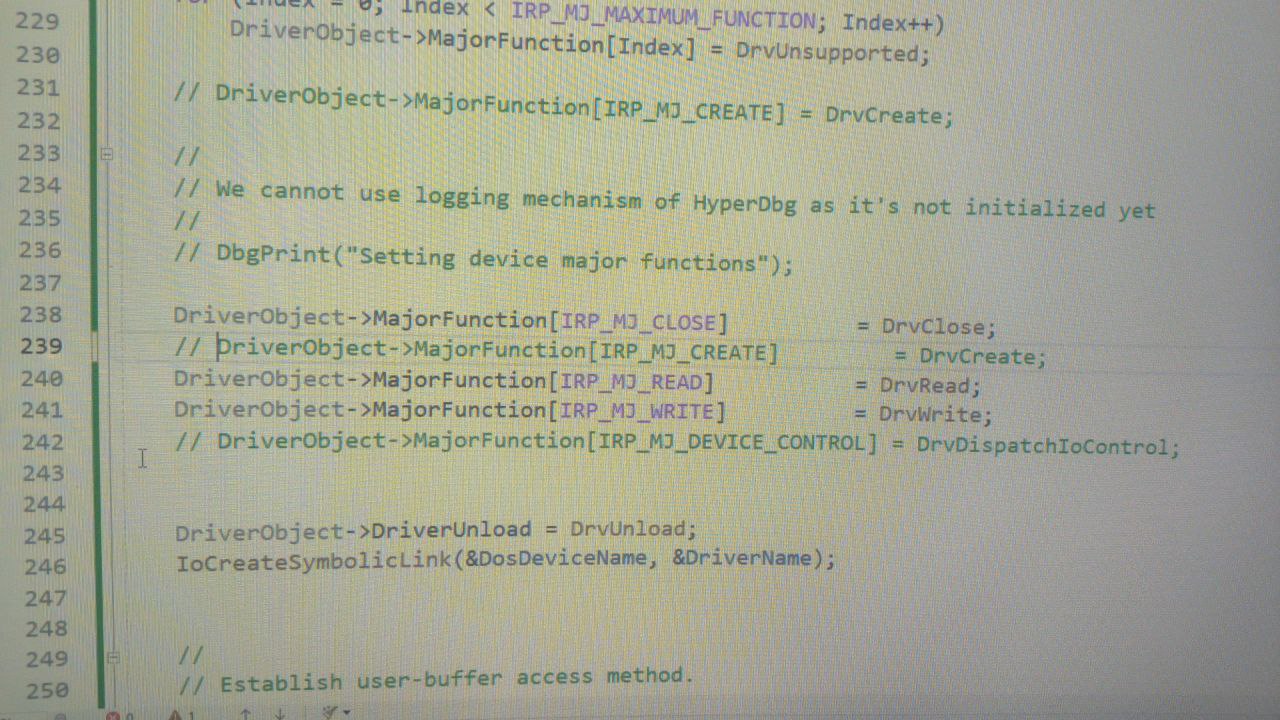 229 for (Index = 0; Index < IRP_MJ_MAXIMUM_FUNCTION; Index++)
230 DriverObject->MajorFunction[Index] = DrvUnsupported;
231
232 // DriverObject->MajorFunction[IRP_MJ_CREATE] = DrvCreate;
233 //
234 // We cannot use logging mechanism of HyperDbg as it's not initialized yet
235 //
236 // DbgPrint("Setting device major functions");
237
238 DriverObject->MajorFunction[IRP_MJ_CLOSE] = DrvClose;
239 // DriverObject->MajorFunction[IRP_MJ_CREATE] = DrvCreate;
240 DriverObject->MajorFunction[IRP_MJ_READ] = DrvRead;
241 DriverObject->MajorFunction[IRP_MJ_WRITE] = DrvWrite;
242 // DriverObject->MajorFunction[IRP_MJ_DEVICE_CONTROL] = DrvDispatchIoControl;
243
244
245 DriverObject->DriverUnload = DrvUnload;
246 IoCreateSymbolicLink(&DosDeviceName, &DriverName);
247
248
249 //
250 // Establish user-buffer access method.